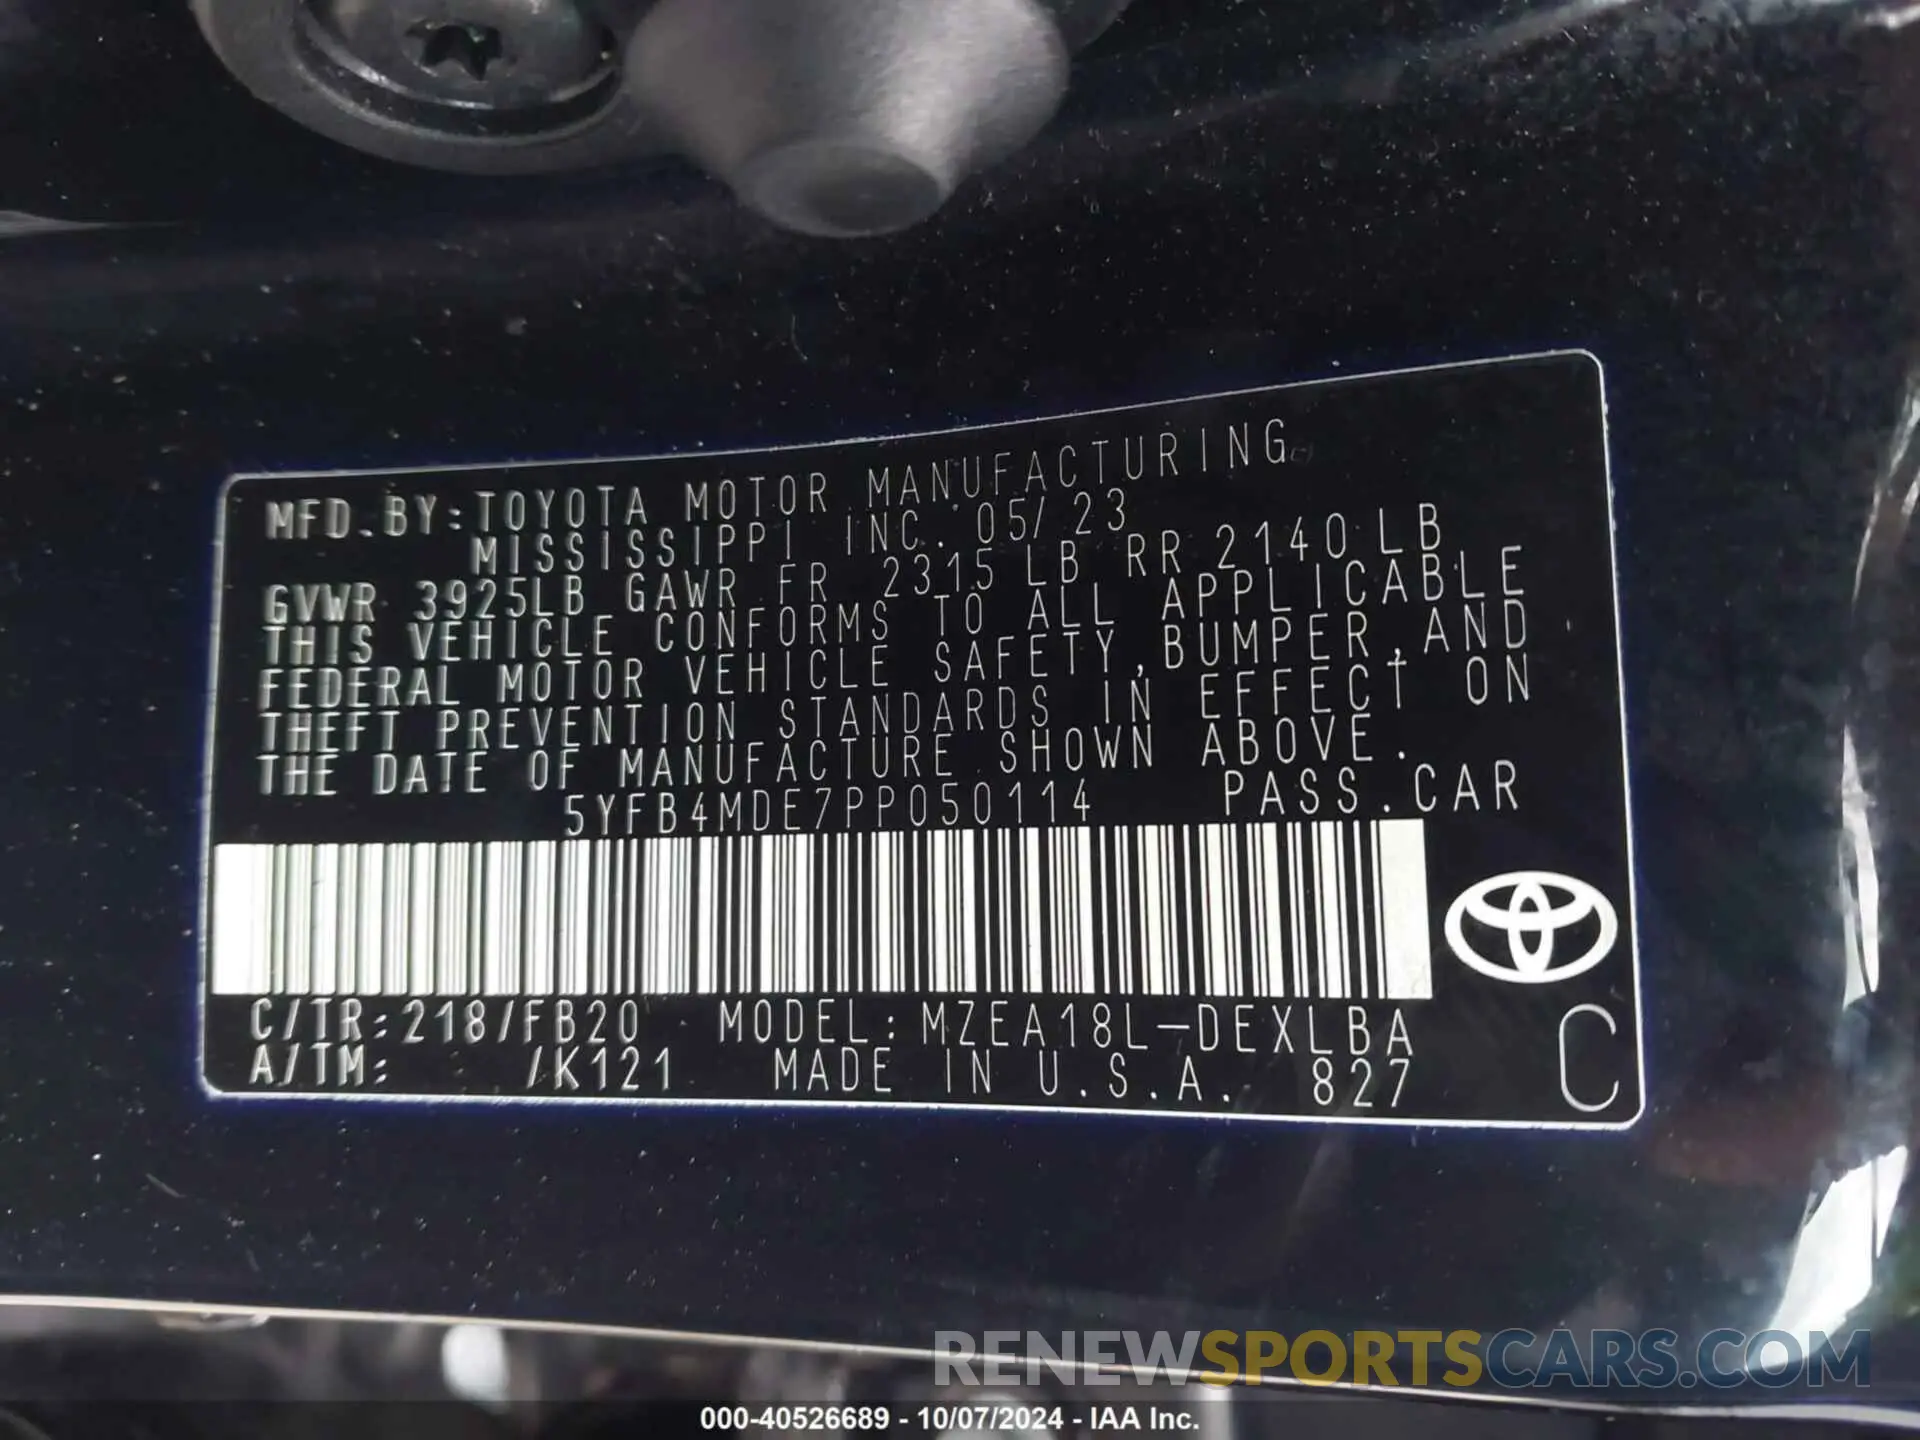 MFD.BY:TOYOTA MOTOR MANUFACTURING
MISSISSIPPI INC. 05/23
GVWR 3925LB GAWR FR 2315 LB RR 2140 LB
THIS VEHICLE CONFORMS TO ALL APPLICABLE
FEDERAL MOTOR VEHICLE SAFETY, BUMPER, AND
THEFT PREVENTION STANDARDS IN EFFECT ON
THE DATE OF MANUFACTURE SHOWN ABOVE.
5YFB4MDE7PP050114 PASS.CAR
C/TR:218/FB20 MODEL:MZEA18L-DEXLBA
A/TM: /K121 MADE IN U.S.A. 827
C
RENEWSPORTSCARS.COM
000-40526689 - 10/07/2024 - IAA Inc.